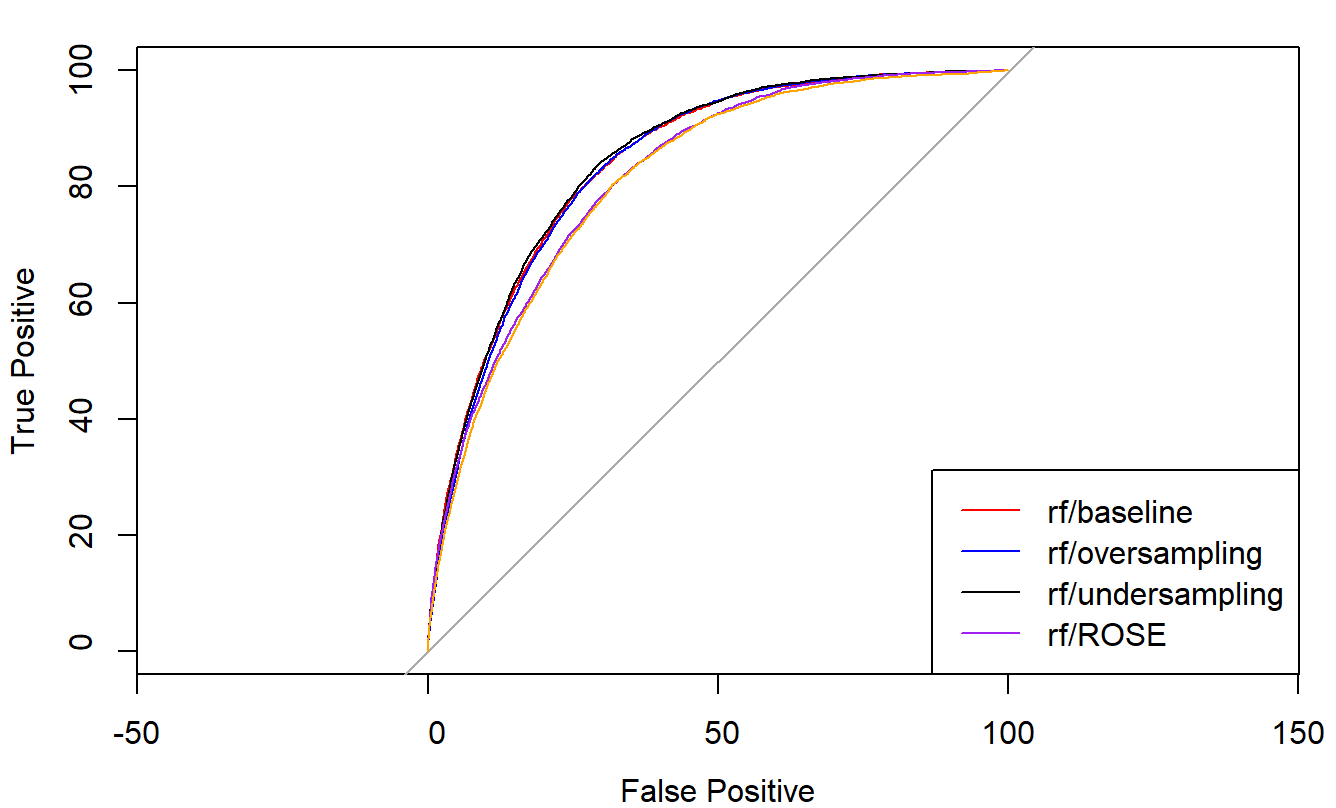 100
80
60
40
20
0
True Positive
rf/baseline
rf/oversampling
rf/undersampling
rf/ROSE
-50
0
50
100
150
False Positive